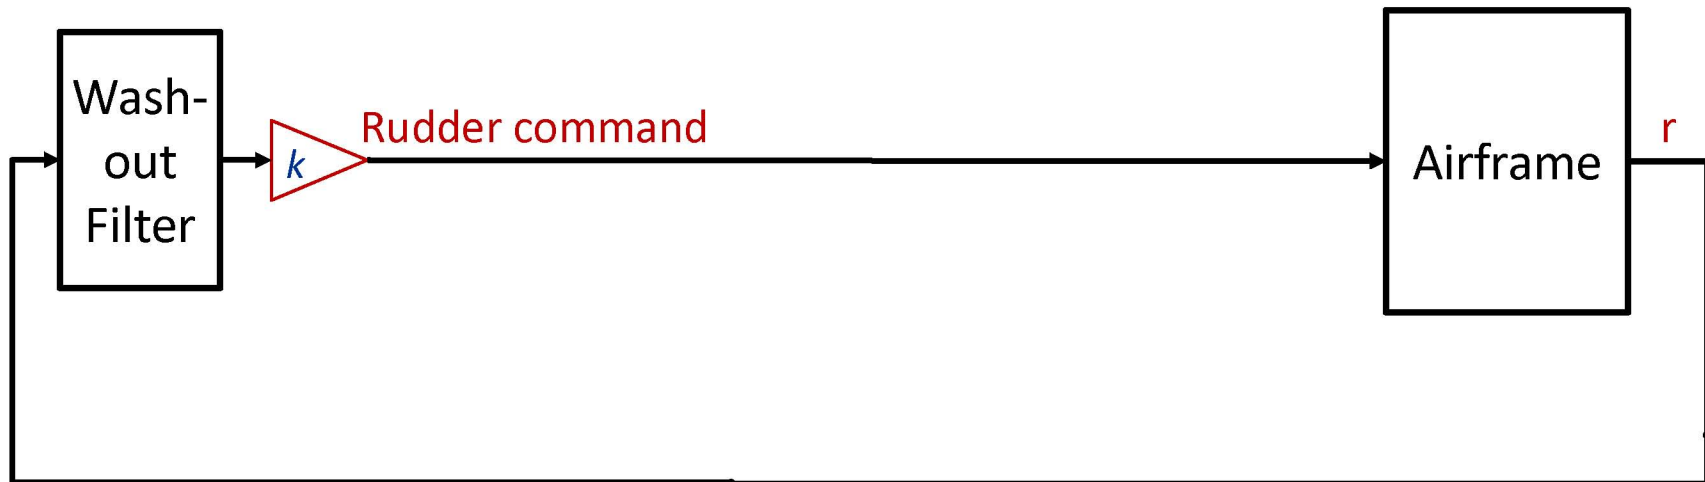 Wash-
out
Filter
k
Rudder command
Airframe
r